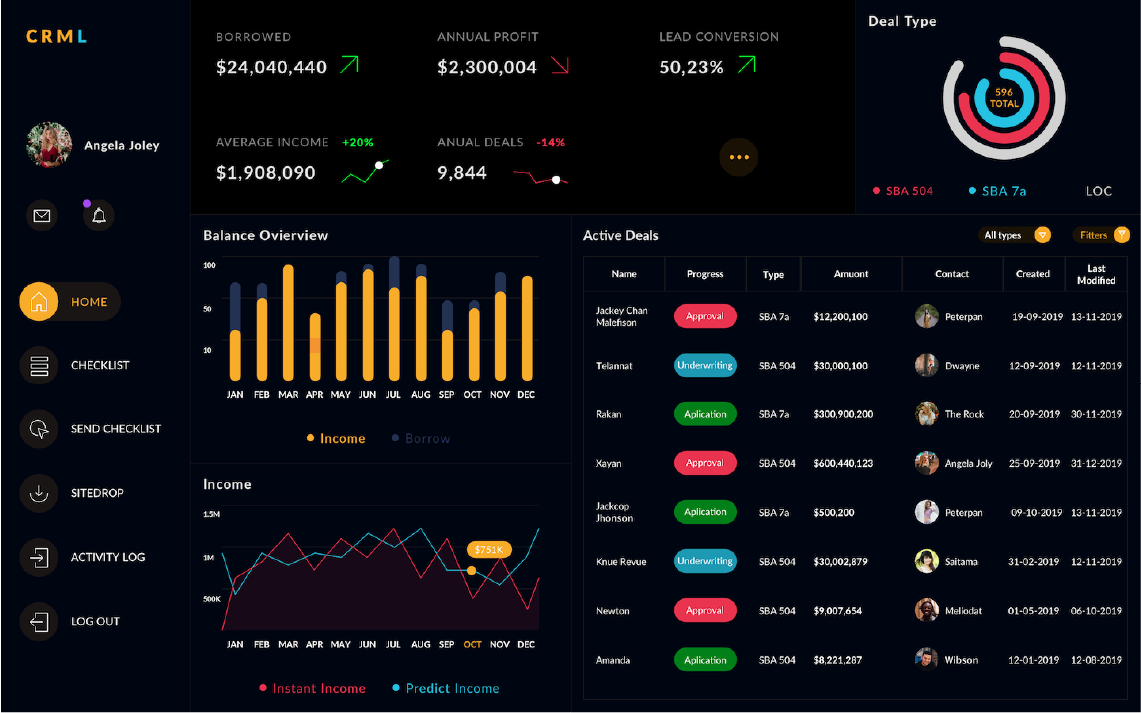 CRML
Angela Joley
HOME
CHECKLIST
SEND CHECKLIST
SITEDROP
ACTIVITY LOG
LOG OUT
BORROWED
$24,040,440
ANNUAL PROFIT
$2,300,004
LEAD CONVERSION
50,23%
AVERAGE INCOME +20%
$1,908,090
ANUAL DEALS -14%
9,844
Deal Type
596
TOTAL
SBA 504 SBA 7a LOC
Balance Ovierview
100
50
10
JAN FEB MAR APR MAY JUN JUL AUG SEP OCT NOV DEC
Income Borrow
Income
1.5M
1M
500K
$751K
JAN FEB MAR APR MAY JUN JUL AUG SEP OCT NOV DEC
Instant Income Predict Income
Active Deals All types Fitters
Name Progress Type Amuont Contact Created Last
Modified
Jackey Chan
Malefison Approval SBA 7a $12,200,100 Peterpan 19-09-2019 13-11-2019
Telannat Underwriting SBA 504 $30,000,100 Dwayne 12-09-2019 12-11-2019
Rakan Aplication SBA 7a $300,900,200 The Rock 20-09-2019 30-11-2019
Xayan Approval SBA 504 $600,440,123 Angela Joly 25-09-2019 31-12-2019
Jackcop
Jhonson Aplication SBA 7a $500,200 Peterpan 09-10-2019 13-11-2019
Knue Revue Underwriting SBA 504 $30,002,879 Saitama 31-02-2019 12-11-2019
Newton Approval SBA 504 $9,007,654 Meliodat 01-05-2019 06-10-2019
Amanda Aplication SBA 504 $8,221,287 Wibson 12-01-2019 12-08-2019